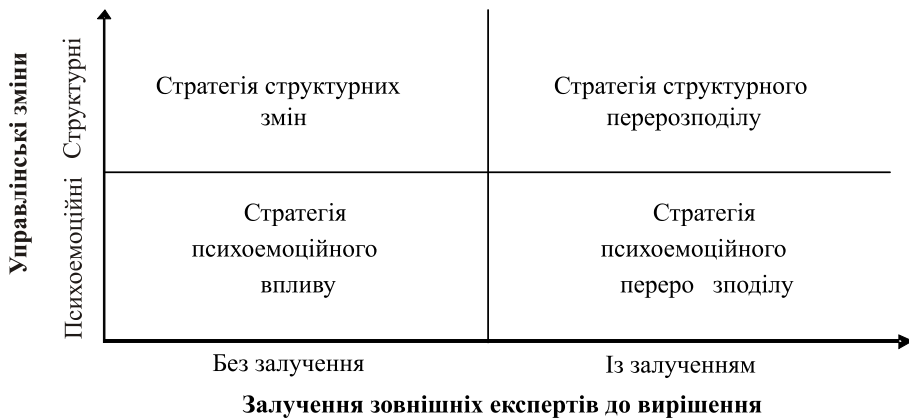 Управлінські зміни
Структурні
Психоемоційні
Стратегія структурних
змін
Стратегія структурного
перерозподілу
Стратегія
психоемоційного
впливу
Стратегія
психоемоційного
переро зподілу
Без залучення
Із залученням
Залучення зовнішніх експертів до вирішення